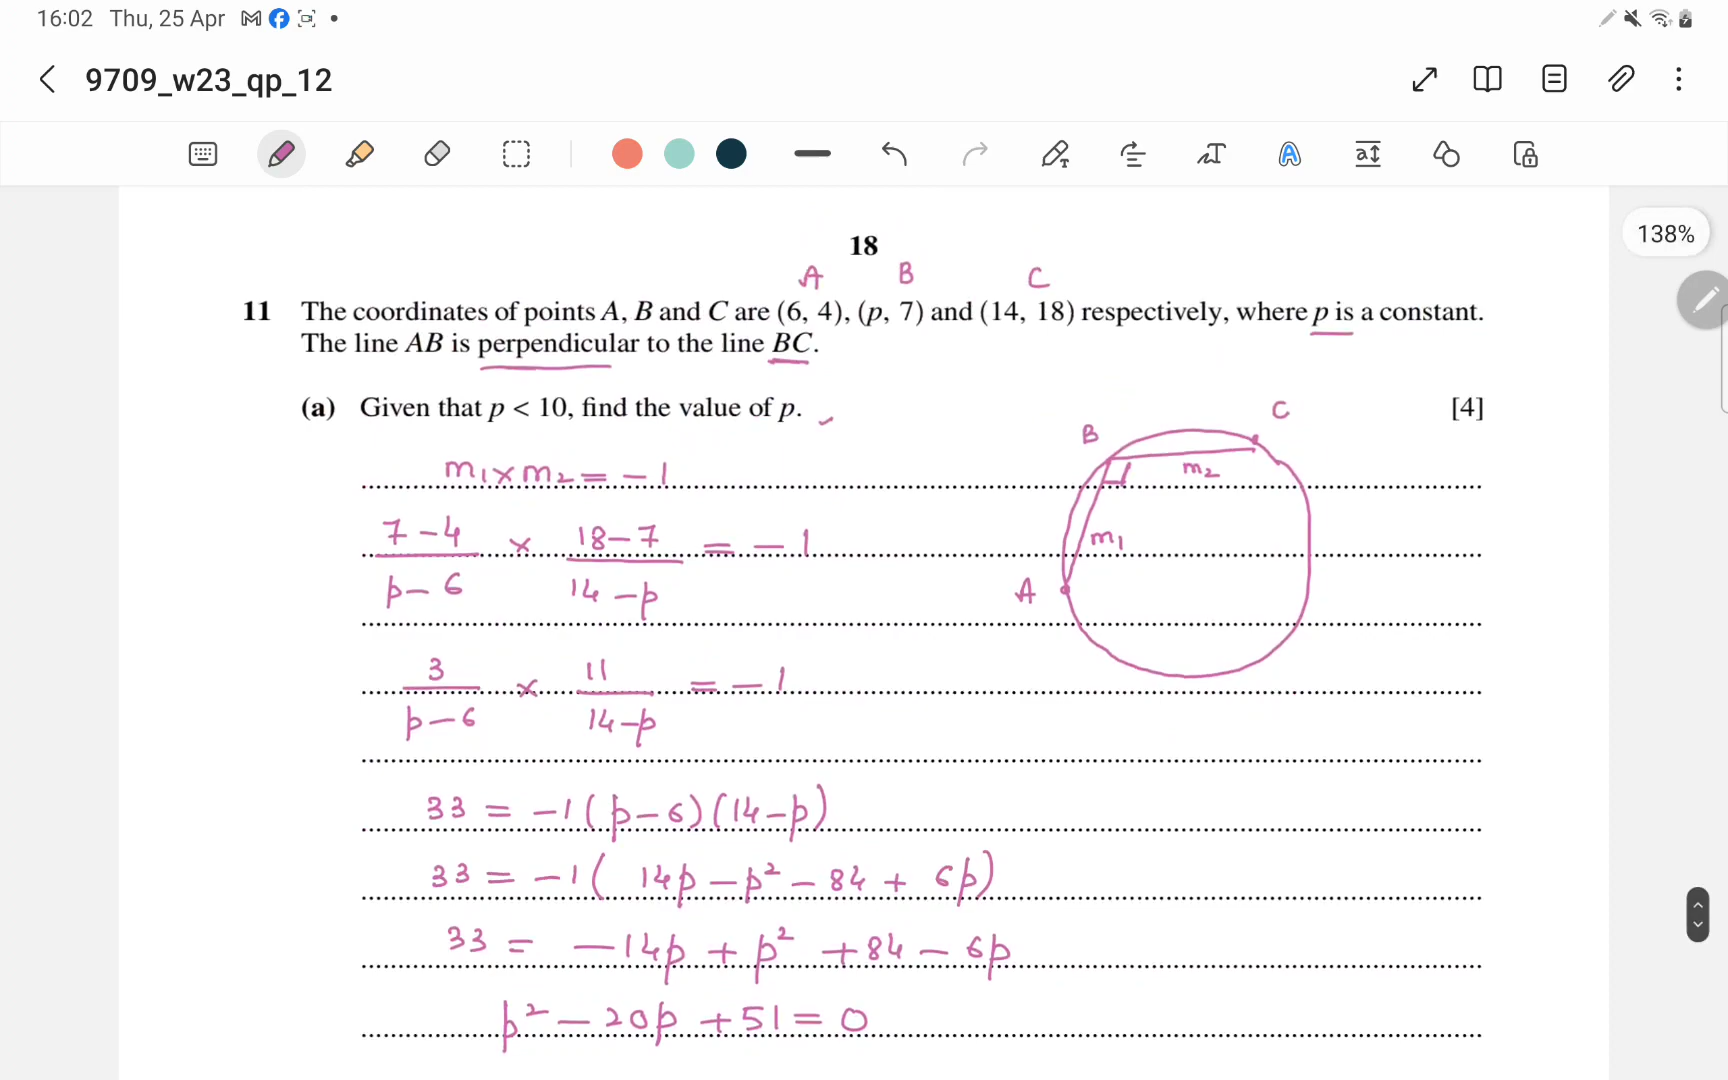 16:02 Thu, 25 Apr
9709_w23_qp_12
138%
18
A B C
11 The coordinates of points A, B and C are (6, 4), (p, 7) and (14, 18) respectively, where p is a constant.
The line AB is perpendicular to the line BC.
(a) Given that p < 10, find the value of p. [4]
C
B
m₁ × m₂ = −1
m₂
7−4 / p−6 × 18−7 / 14−p = −1
m₁
A
3 / p−6 × 11 / 14−p = −1
33 = −1(p−6)(14−p)
33 = −1( 14p − p² − 84 + 6p)
33 = −14p + p² + 84 − 6p
p² − 20p + 51 = 0